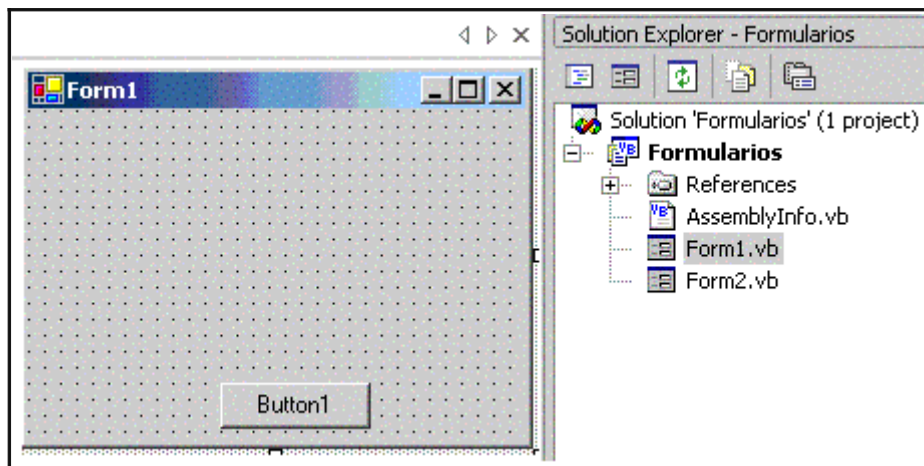 Form1
Button1
Solution Explorer - Formularios
Solution 'Formularios' (1 project)
Formularios
References
AssemblyInfo.vb
Form1.vb
Form2.vb